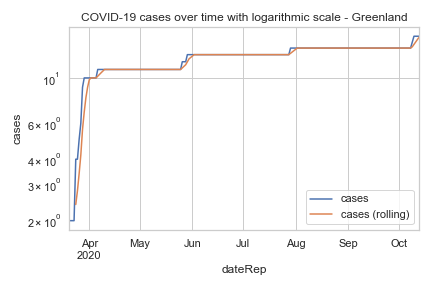 COVID-19 cases over time with logarithmic scale - Greenland
cases
10¹
6 × 10⁰
4 × 10⁰
3 × 10⁰
2 × 10⁰
cases
cases (rolling)
Apr May Jun Jul Aug Sep Oct
2020
dateRep